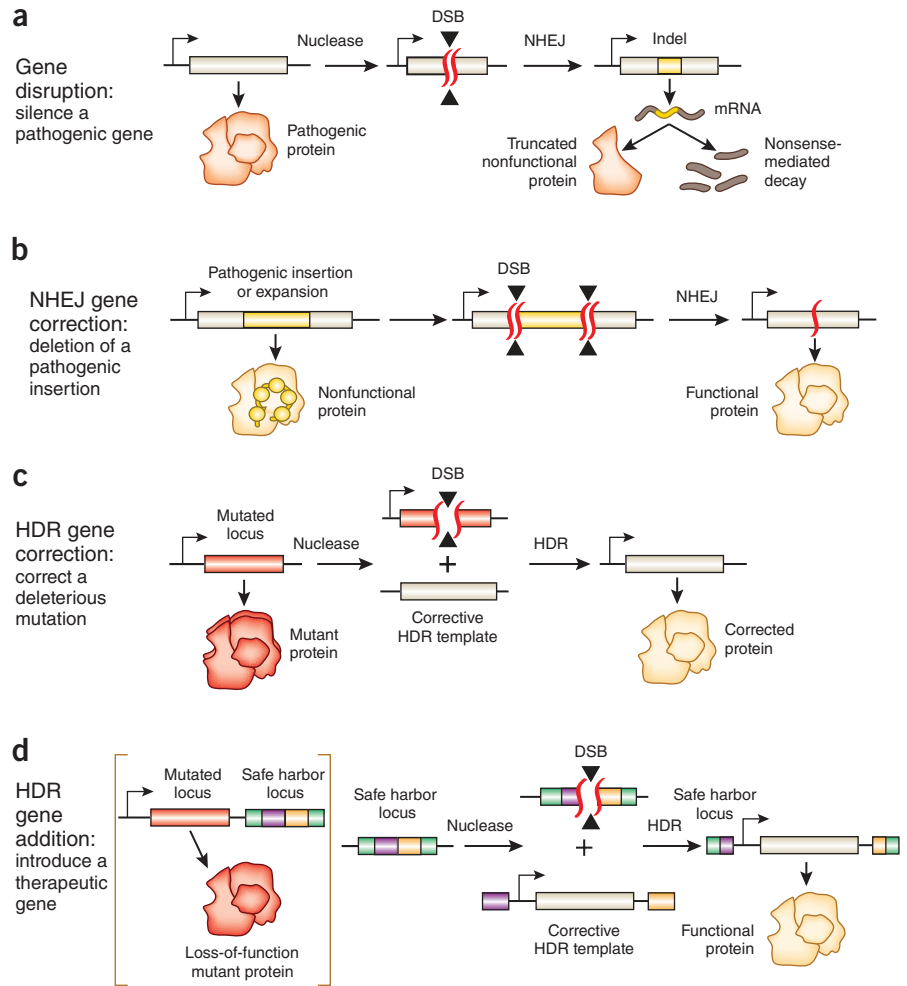 a
Gene
disruption:
silence a
pathogenic gene
Nuclease
DSB
NHEJ
Indel
Pathogenic
protein
mRNA
Truncated
nonfunctional
protein
Nonsense-
mediated
decay
b
NHEJ gene
correction:
deletion of a
pathogenic
insertion
Pathogenic insertion
or expansion
DSB
NHEJ
Nonfunctional
protein
Functional
protein
c
HDR gene
correction:
correct a
deleterious
mutation
Mutated
locus
Nuclease
DSB
+
HDR
Corrective
HDR template
Mutant
protein
Corrected
protein
d
HDR
gene
addition:
introduce a
therapeutic
gene
Mutated
locus
Safe harbor
locus
Loss-of-function
mutant protein
Safe harbor
locus
Nuclease
DSB
+
HDR
Corrective
HDR template
Safe harbor
locus
Functional
protein